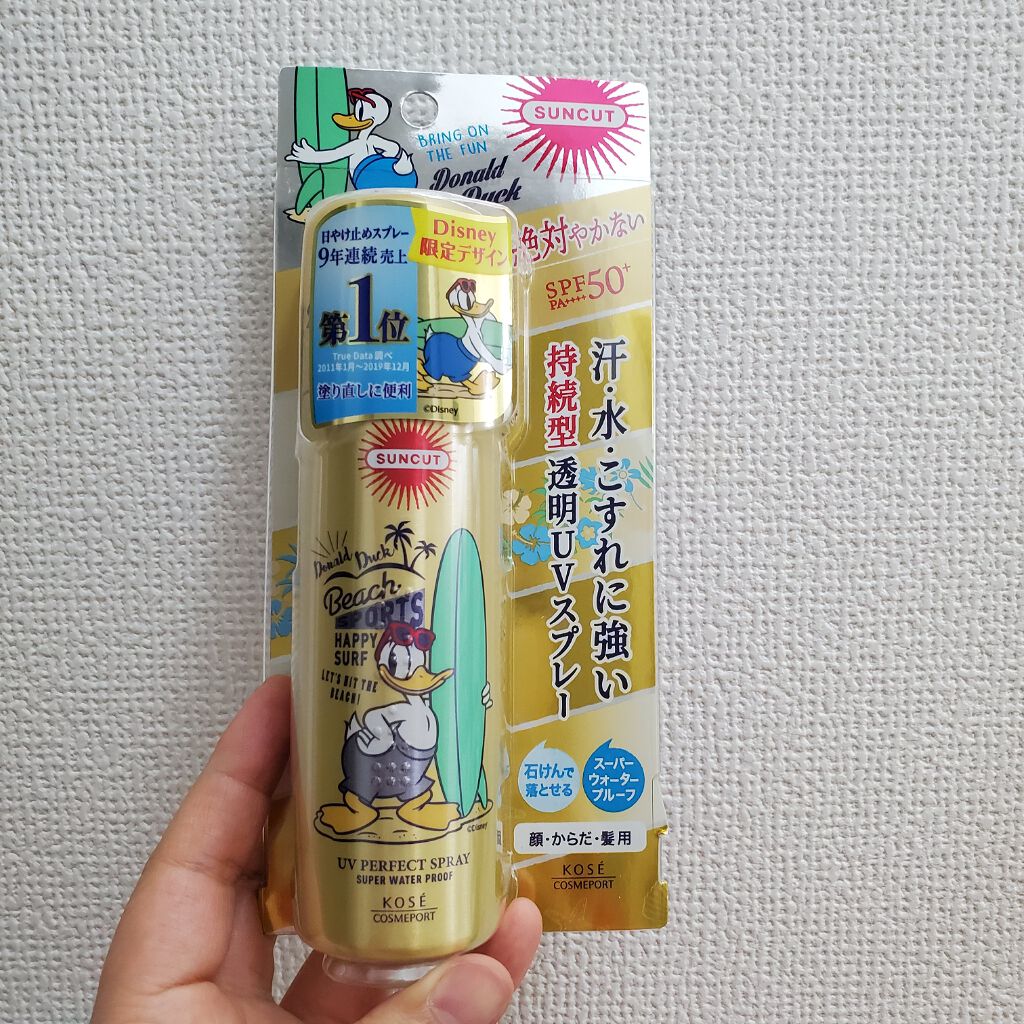 SUNCUT
BRING ON
THE FUN
Donald
Duck
絶対やかない
SPF50+
PA++++
汗・水・こすれに強い
持続型透明UVスプレー
石けんで
落とせる
スーパー
ウォーター
プルーフ
顔・からだ・髪用
KOSÉ
COSMEPORT
日やけ止めスプレー
9年連続売上
第1位
True Data調べ
2011年1月〜2019年12月
塗り直しに便利
Disney
限定デザイン
©Disney
SUNCUT
Donald Duck
Beach
SPORTS
HAPPY
SURF
LET'S HIT THE
BEACH!
©Disney
UV PERFECT SPRAY
SUPER WATER PROOF
KOSÉ
COSMEPORT
用